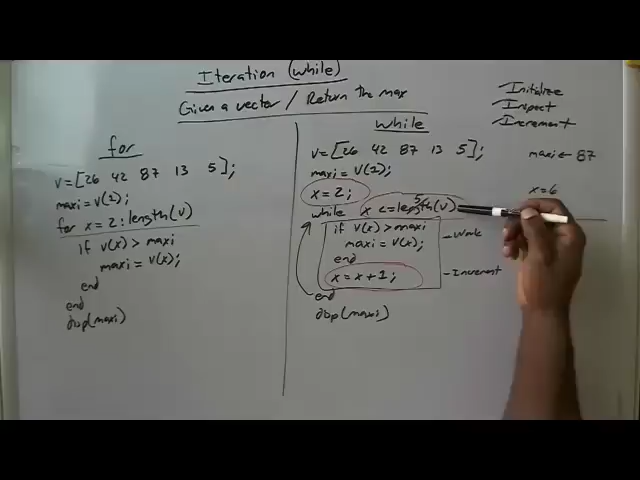 Iteration (while)
Given a vector / Return the max
Initialize
Inspect
Increment
for
v=[26 42 87 13 5];
maxi=v(1);
for x=2:length(v)
if v(x) > maxi
maxi=v(x);
end
end
disp(maxi)
while
v=[26 42 87 13 5];
maxi=v(1);
x=2;
5
while x <=length(v)
if v(x)>maxi
maxi=v(x);
end
x=x+1;
end
disp(maxi)
- Work
- Increment
maxi← 87
x=6